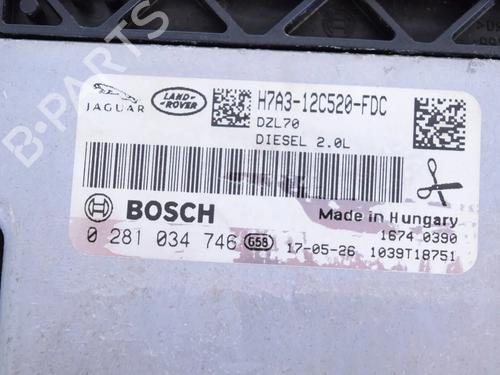 JAGUAR
LAND-
ROVER
H7A3-12C520-FDC
DZL70
DIESEL 2.0L
BOSCH
Made in Hungary
0 281 034 746 G58 17-05-26
1674 0390
1039T18751
B-PARTS